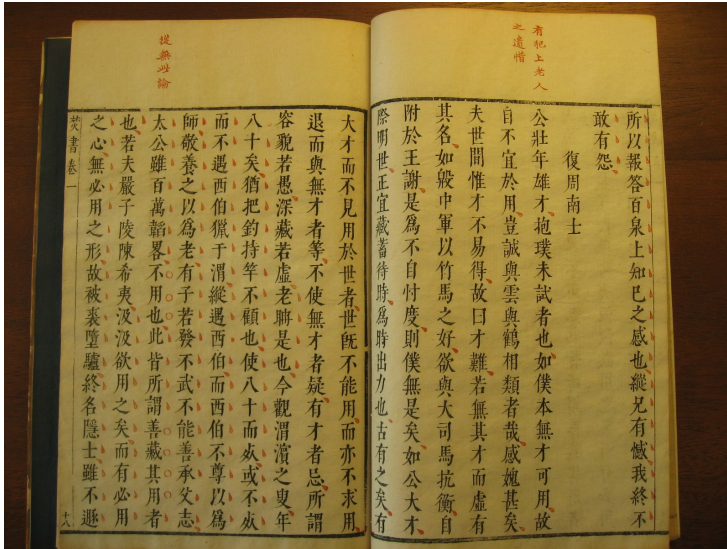 有犯上老人
之遺惜
所以報答百泉上知己之感也縱兄有憾我終不
敢有怨
復周南士
公壯年雄才抱璞未試者也如僕本無才可用故
自不宜於用豈誠與雲與鶴相類者哉感媿甚矣
夫世間惟才不易得故曰才難若無其才而虛有
其名如殷中軍以竹馬之好欲與大司馬抗衡自
附於王謝是爲不自忖度則僕無是矣如公大才
際明世正宜藏蓄待時爲時出力也古有之矣有
提無些論
大才而不見用於世者世旣不能用而亦不求用
退而與無才者等不使無才者疑有才者忌所謂
容貌若愚深藏若虛老聃是也今觀渭濱之叟年
八十矣猶把釣持竿不顧也使八十而死或不死
而不遇西伯獵于渭縱遇西伯而西伯不尊以爲
師敬養之以爲老有子若發不武不能善承父志
太公雖百萬韜畧不用也此皆所謂善藏其用者
也若夫嚴子陵陳希夷汲汲欲用之矣而有必用
之心無必用之形故被裘墮驢終名隱士雖不遯
焚書卷一
十八